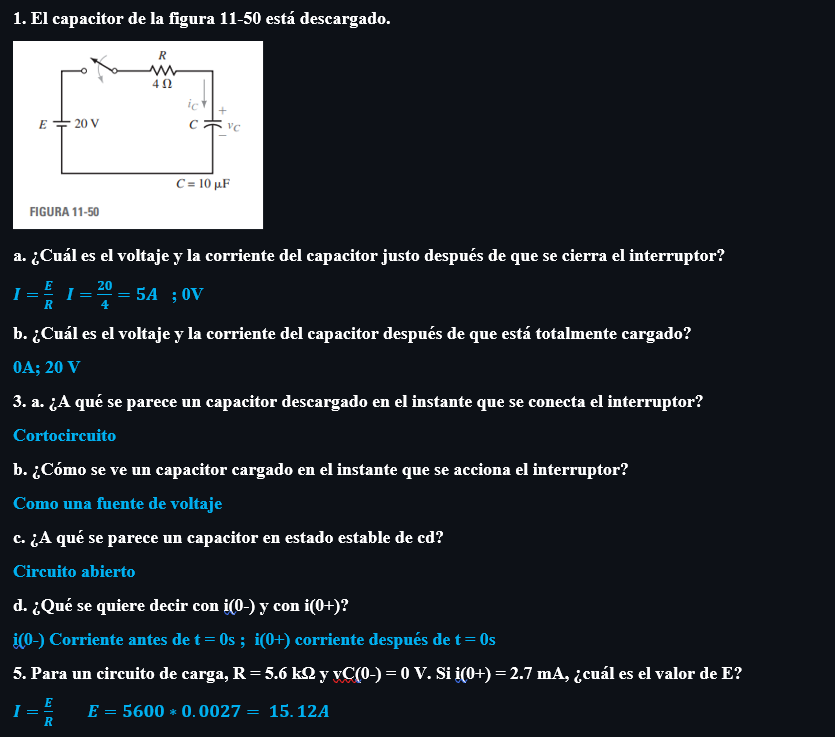 1. El capacitor de la figura 11-50 está descargado.
R
4 Ω
iC
+
E
20 V
C
vC
−
C = 10 μF
FIGURA 11-50
a. ¿Cuál es el voltaje y la corriente del capacitor justo después de que se cierra el interruptor?
I = E/R I = 20/4 = 5A ; 0V
b. ¿Cuál es el voltaje y la corriente del capacitor después de que está totalmente cargado?
0A; 20 V
3. a. ¿A qué se parece un capacitor descargado en el instante que se conecta el interruptor?
Cortocircuito
b. ¿Cómo se ve un capacitor cargado en el instante que se acciona el interruptor?
Como una fuente de voltaje
c. ¿A qué se parece un capacitor en estado estable de cd?
Circuito abierto
d. ¿Qué se quiere decir con i(0-) y con i(0+)?
i(0-) Corriente antes de t = 0s ; i(0+) corriente después de t = 0s
5. Para un circuito de carga, R = 5.6 kΩ y vC(0-) = 0 V. Si i(0+) = 2.7 mA, ¿cuál es el valor de E?
I = E/R E = 5600 * 0.0027 = 15.12A